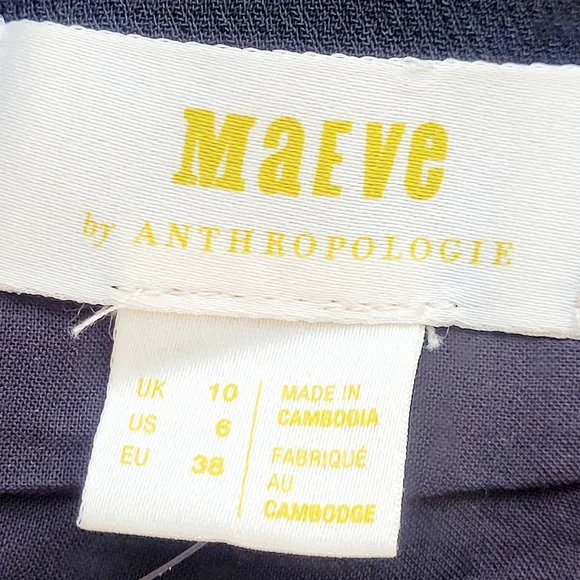 MaEve
by ANTHROPOLOGIE
UK 10
US 6
EU 38
MADE IN
CAMBODIA
FABRIQUÉ
AU
CAMBODGE